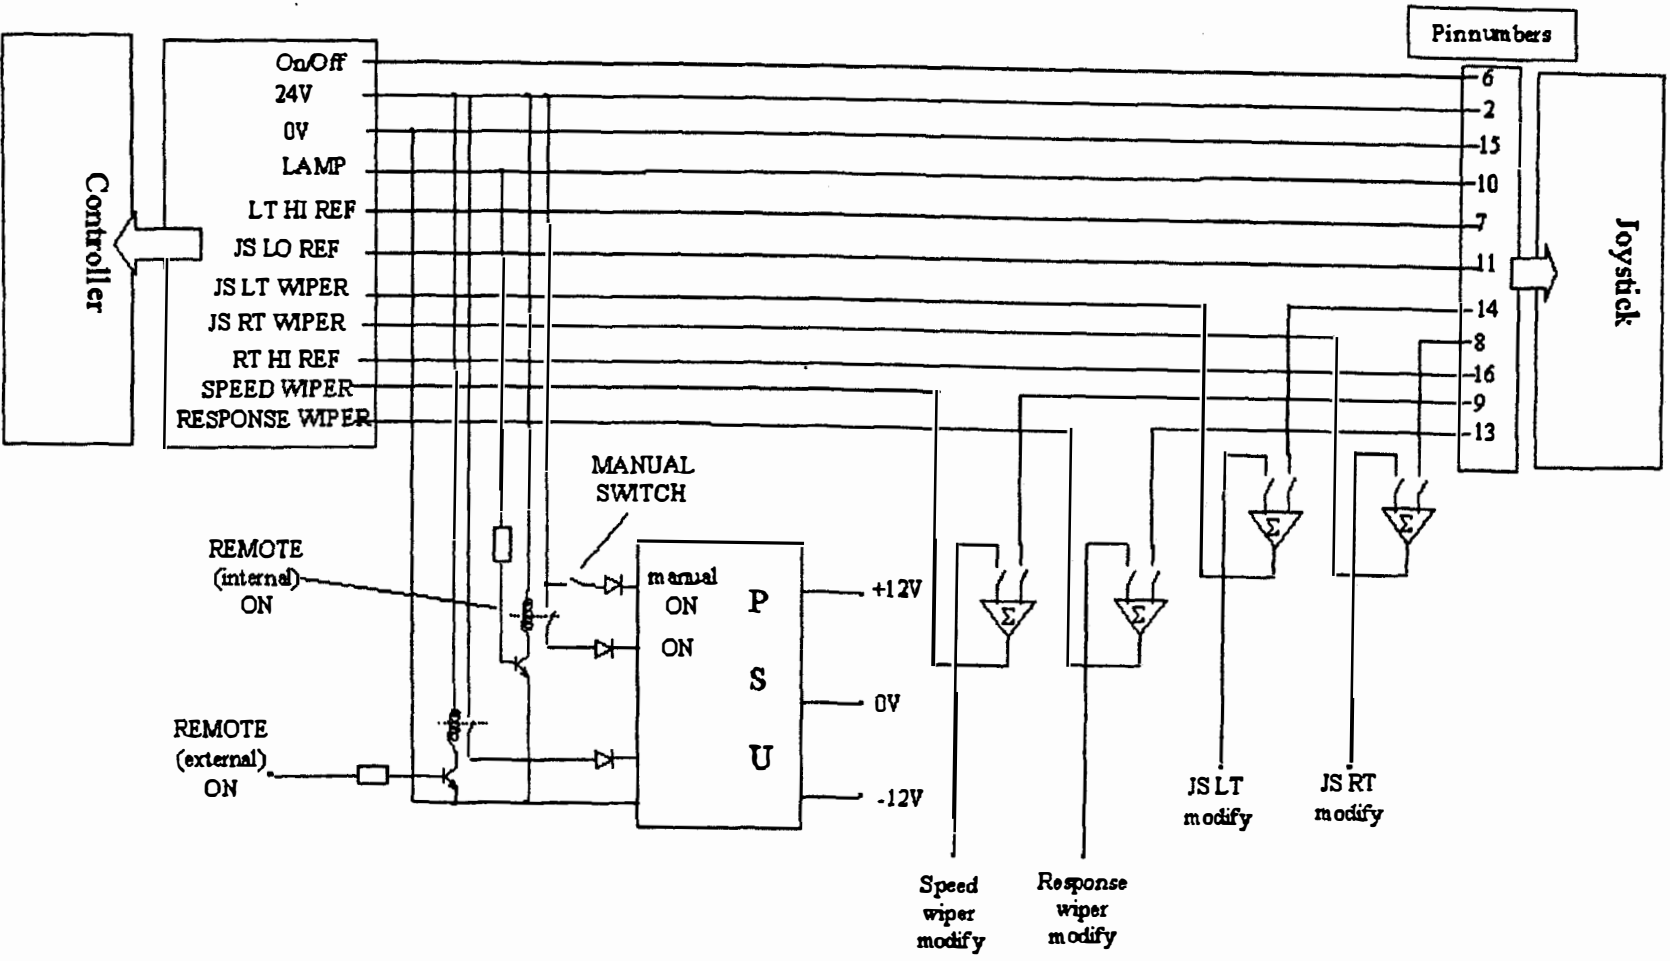 Pinnumbers
Controller
On/Off
24V
0V
LAMP
LT HI REF
JS LO REF
JS LT WIPER
JS RT WIPER
RT HI REF
SPEED WIPER
RESPONSE WIPER
6
2
15
10
7
11
14
8
16
9
13
Joystick
MANUAL
SWITCH
REMOTE
(internal)
ON
REMOTE
(external)
ON
manual
ON
ON
P
S
U
+12V
0V
-12V
Σ
Σ
Σ
Σ
JS LT
modify
JS RT
modify
Speed
wiper
modify
Response
wiper
modify